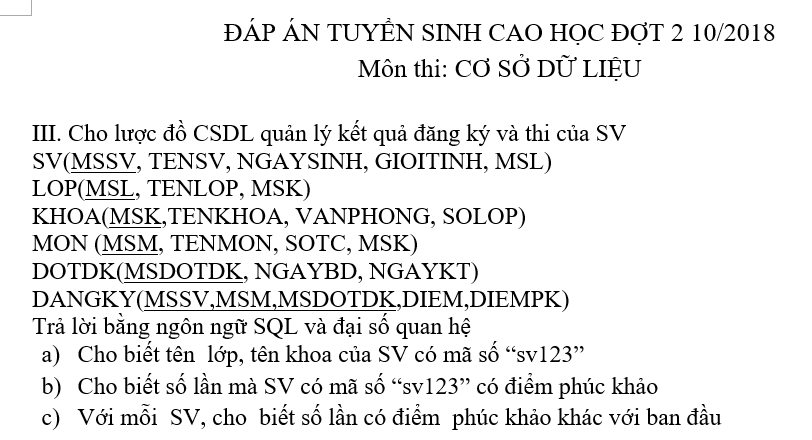 ĐÁP ÁN TUYỂN SINH CAO HỌC ĐỢT 2 10/2018
Môn thi: CƠ SỞ DỮ LIỆU
III. Cho lược đồ CSDL quản lý kết quả đăng ký và thi của SV
SV(MSSV, TENSV, NGAYSINH, GIOITINH, MSL)
LOP(MSL, TENLOP, MSK)
KHOA(MSK,TENKHOA, VANPHONG, SOLOP)
MON (MSM, TENMON, SOTC, MSK)
DOTDK(MSDOTDK, NGAYBD, NGAYKT)
DANGKY(MSSV,MSM,MSDOTDK,DIEM,DIEMPK)
Trả lời bằng ngôn ngữ SQL và đại số quan hệ
a) Cho biết tên lớp, tên khoa của SV có mã số “sv123”
b) Cho biết số lần mà SV có mã số “sv123” có điểm phúc khảo
c) Với mỗi SV, cho biết số lần có điểm phúc khảo khác với ban đầu